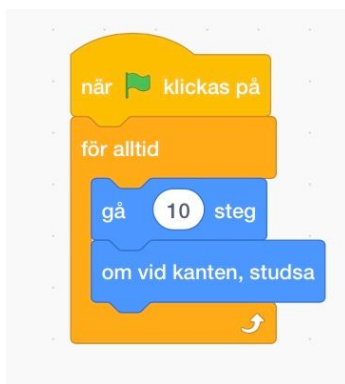 när klickas på
för alltid
gå 10 steg
om vid kanten, studsa